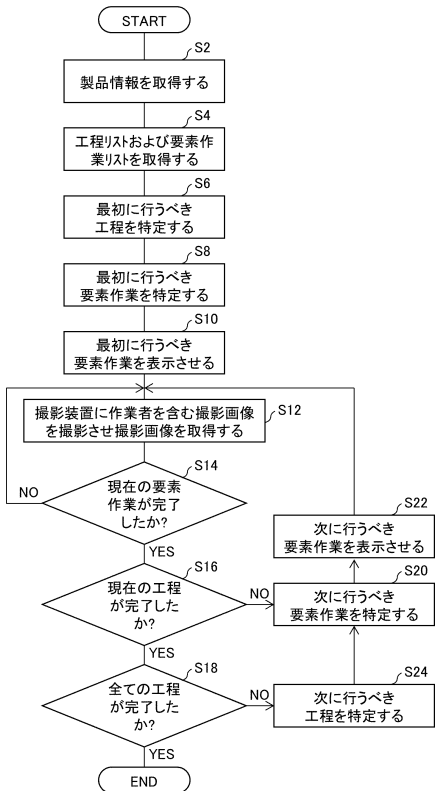 START
S2
製品情報を取得する
S4
工程リストおよび要素作
業リストを取得する
S6
最初に行うべき
工程を特定する
S8
最初に行うべき
要素作業を特定する
S10
最初に行うべき
要素作業を表示させる
S12
撮影装置に作業者を含む撮影画像
を撮影させ撮影画像を取得する
S14
現在の要素
作業が完了
したか?
NO
YES
S22
次に行うべき
要素作業を表示させる
S16
現在の工程
が完了した
か?
NO
YES
S20
次に行うべき
要素作業を特定する
S18
全ての工程
が完了した
か?
NO
YES
S24
次に行うべき
工程を特定する
END